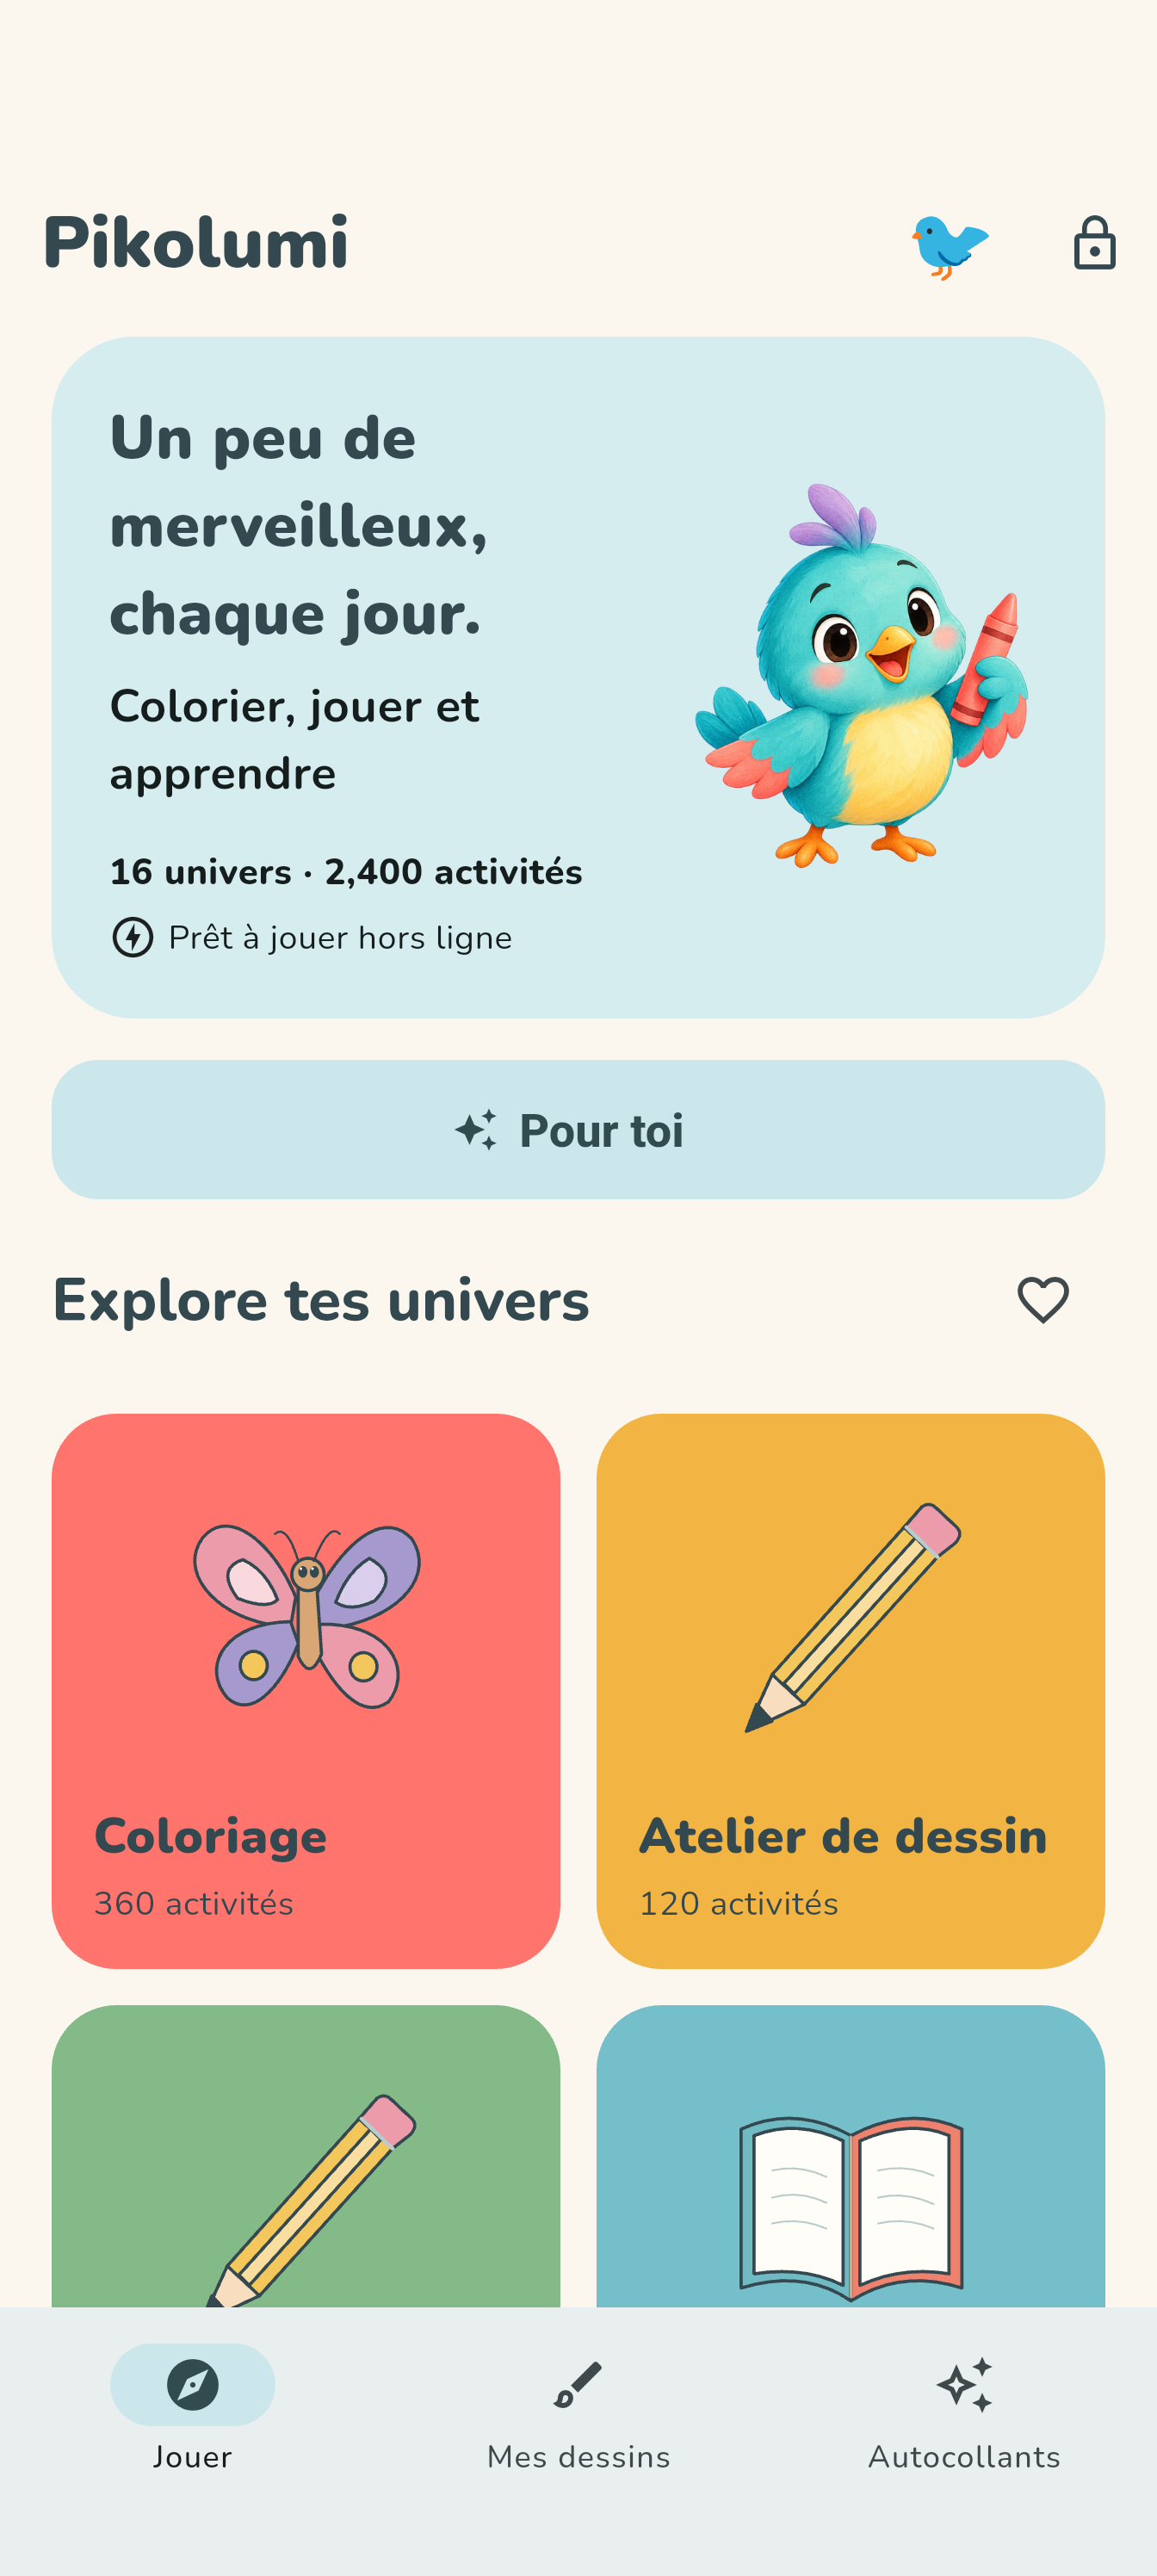 Pikolumi
Un peu de
merveilleux,
chaque jour.
Colorier, jouer et
apprendre
16 univers · 2,400 activités
Prêt à jouer hors ligne
Pour toi
Explore tes univers
Coloriage
360 activités
Atelier de dessin
120 activités
Jouer
Mes dessins
Autocollants